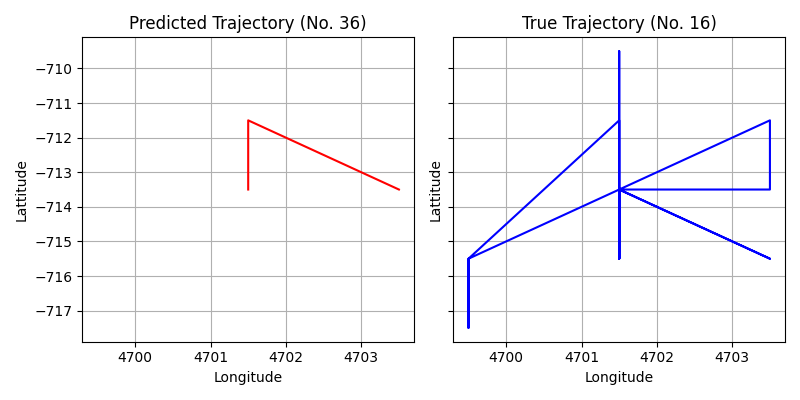 Predicted Trajectory (No. 36)
True Trajectory (No. 16)
−710
−711
−712
−713
−714
−715
−716
−717
Lattitude
Lattitude
4700
4701
4702
4703
4700
4701
4702
4703
Longitude
Longitude